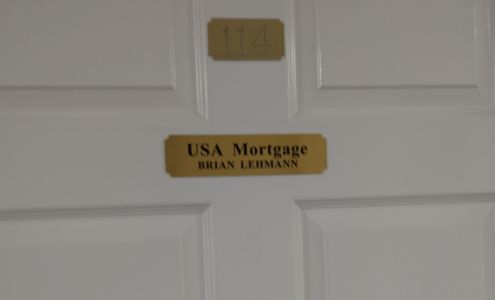 114
USA Mortgage
BRIAN LEHMANN